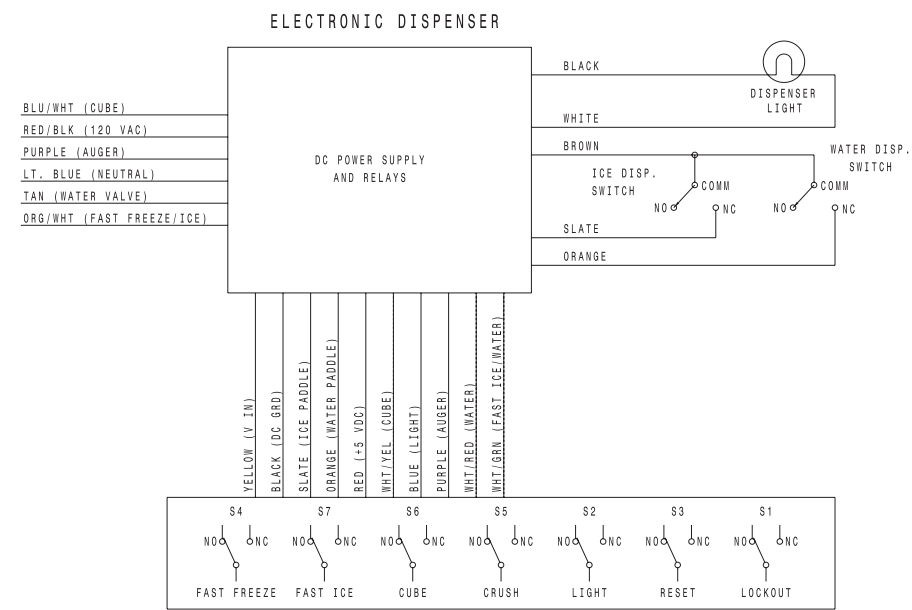 ELECTRONIC DISPENSER
BLACK
DISPENSER
LIGHT
BLU/WHT (CUBE)
RED/BLK (120 VAC)
PURPLE (AUGER)
LT. BLUE (NEUTRAL)
TAN (WATER VALVE)
ORG/WHT (FAST FREEZE/ICE)
DC POWER SUPPLY
AND RELAYS
WHITE
BROWN
WATER DISP.
SWITCH
ICE DISP.
SWITCH
COMM
COMM
NO
NC
NO
NC
SLATE
ORANGE
YELLOW (V IN)
BLACK (DC GRD)
SLATE (ICE PADDLE)
ORANGE (WATER PADDLE)
RED (+5 VDC)
WHT/YEL (CUBE)
BLUE (LIGHT)
PURPLE (AUGER)
WHT/RED (WATER)
WHT/GRN (FAST ICE/WATER)
S4 S7 S6 S5 S2 S3 S1
NO NC NO NC NO NC NO NC NO NC NO NC NO NC
FAST FREEZE FAST ICE CUBE CRUSH LIGHT RESET LOCKOUT